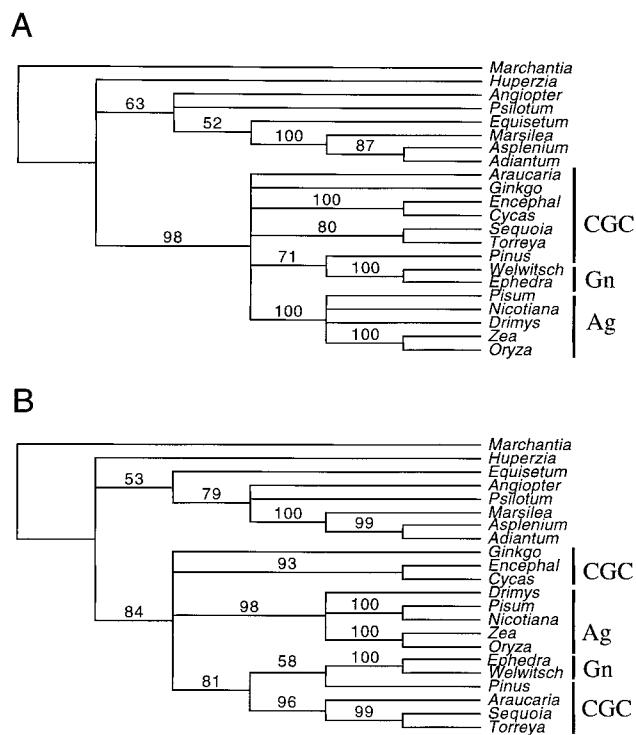 A
Marchantia
Huperzia
63
Angiopter
Psilotum
52
Equisetum
100
Marsilea
87
Asplenium
Adiantum
Araucaria
Ginkgo
100
Encephal
Cycas
CGC
98
80
Sequoia
Torreya
71
Pinus
100
Welwitsch
Gn
Ephedra
Pisum
100
Nicotiana
Ag
Drimys
100
Zea
Oryza
B
Marchantia
Huperzia
53
Equisetum
79
Angiopter
Psilotum
100
Marsilea
99
Asplenium
Adiantum
Ginkgo
93
Encephal
CGC
Cycas
84
98
Drimys
100
Pisum
Nicotiana
Ag
100
Zea
Oryza
81
58
100
Ephedra
Gn
Welwitsch
Pinus
96
Araucaria
CGC
99
Sequoia
Torreya